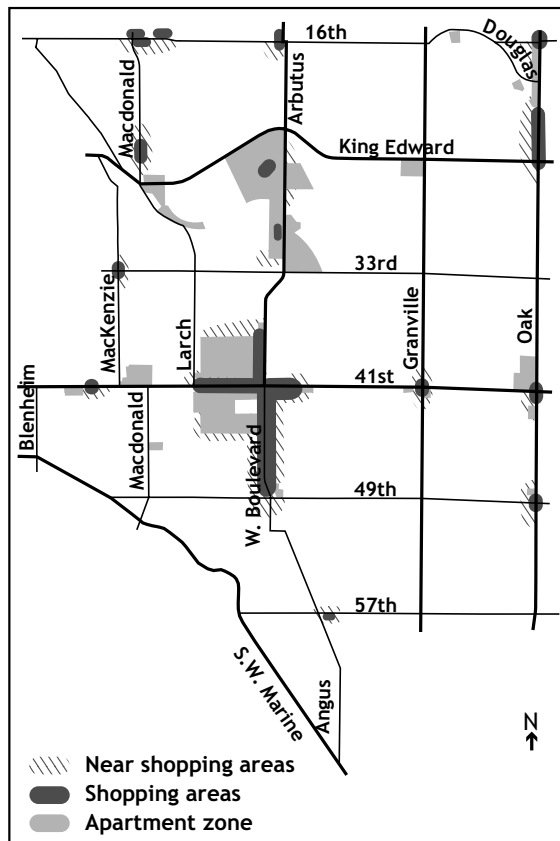 16th
Douglas
Macdonald
Arbutus
King Edward
33rd
MacKenzie
Larch
Granville
Oak
41st
Blenheim
Macdonald
W. Boulevard
49th
57th
S.W. Marine
Angus
N
Near shopping areas
Shopping areas
Apartment zone